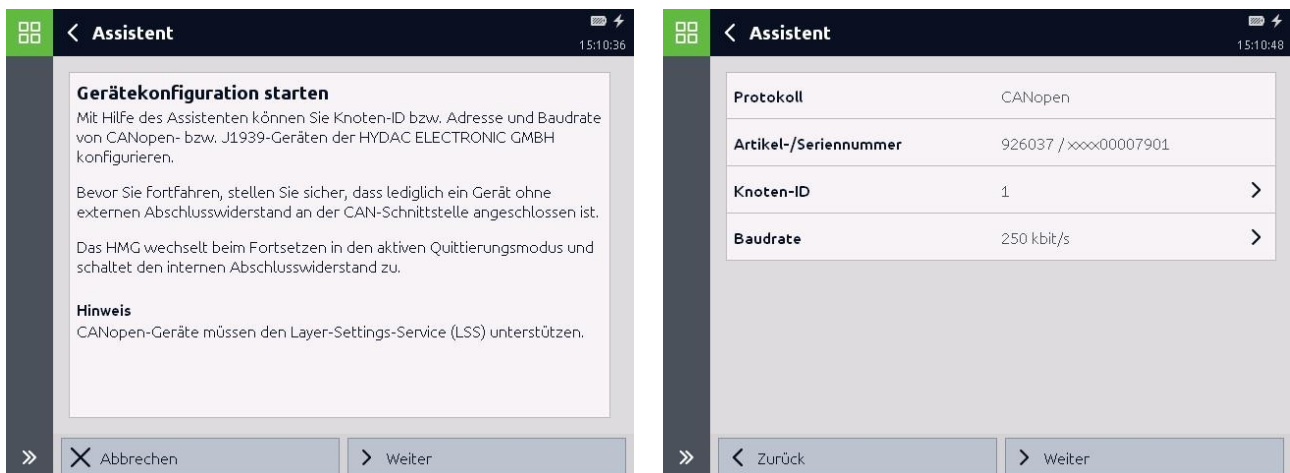 Assistent
15:10:36
Gerätekonfiguration starten
Mit Hilfe des Assistenten können Sie Knoten-ID bzw. Adresse und Baudrate
von CANopen- bzw. J1939-Geräten der HYDAC ELECTRONIC GMBH
konfigurieren.
Bevor Sie fortfahren, stellen Sie sicher, dass lediglich ein Gerät ohne
externen Abschlusswiderstand an der CAN-Schnittstelle angeschlossen ist.
Das HMG wechselt beim Fortsetzen in den aktiven Quittierungsmodus und
schaltet den internen Abschlusswiderstand zu.
Hinweis
CANopen-Geräte müssen den Layer-Settings-Service (LSS) unterstützen.
Abbrechen
Weiter
Assistent
15:10:48
Protokoll CANopen
Artikel-/Seriennummer 926037 / xxxx00007901
Knoten-ID 1
Baudrate 250 kbit/s
Zurück
Weiter